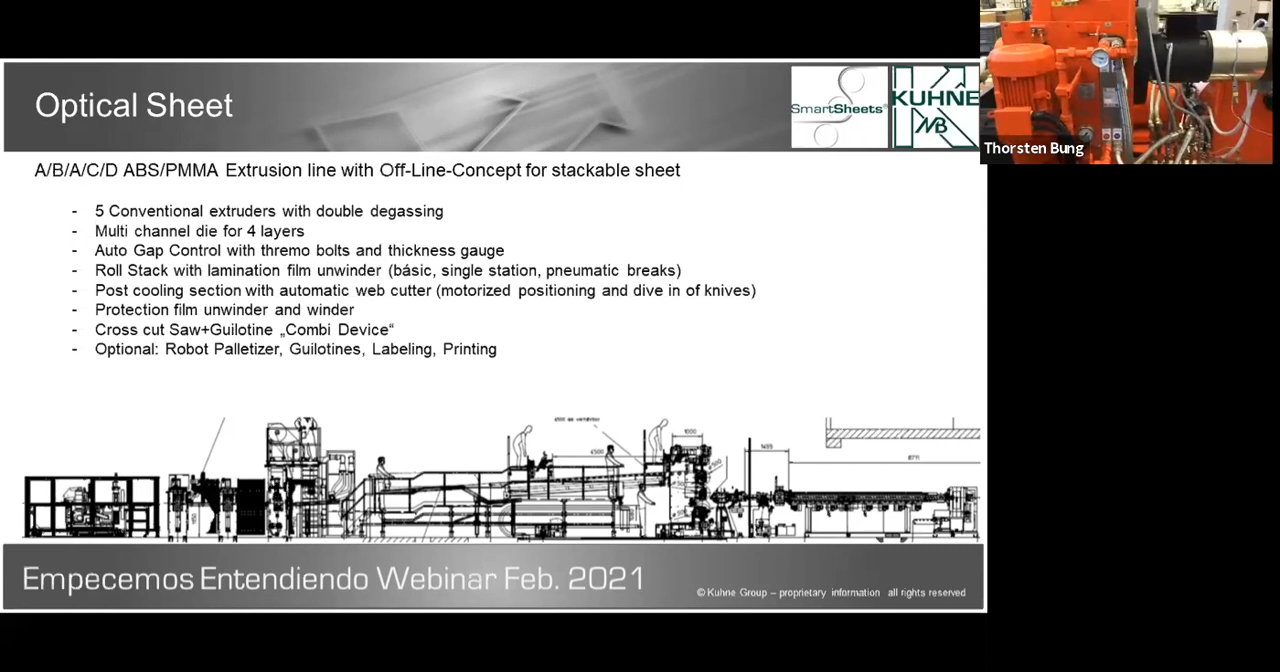 Optical Sheet
SmartSheets
KUHNE
Thorsten Bung
A/B/A/C/D ABS/PMMA Extrusion line with Off-Line-Concept for stackable sheet
- 5 Conventional extruders with double degassing
- Multi channel die for 4 layers
- Auto Gap Control with thremo bolts and thickness gauge
- Roll Stack with lamination film unwinder (básic, single station, pneumatic breaks)
- Post cooling section with automatic web cutter (motorized positioning and dive in of knives)
- Protection film unwinder and winder
- Cross cut Saw+Guilotine „Combi Device“
- Optional: Robot Palletizer, Guilotines, Labeling, Printing
1000
4500
8711
Empecemos Entendiendo Webinar Feb. 2021
© Kuhne Group – proprietary information all rights reserved